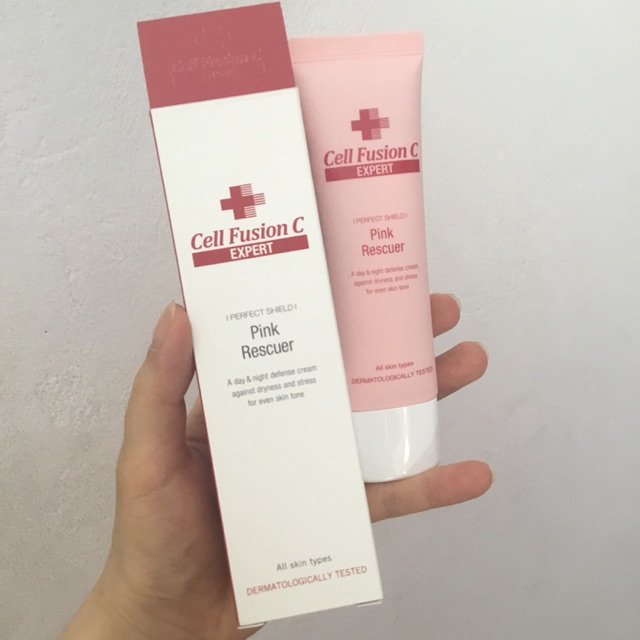 Cell Fusion C
Cell Fusion C
EXPERT
I PERFECT SHIELD I
Pink
Rescuer
A day & night defense cream
against dryness and stress
for even skin tone
All skin types
DERMATOLOGICALLY TESTED
Cell Fusion C
EXPERT
I PERFECT SHIELD I
Pink
Rescuer
A day & night defense cream
against dryness and stress
for even skin tone
All skin types
DERMATOLOGICALLY TESTED